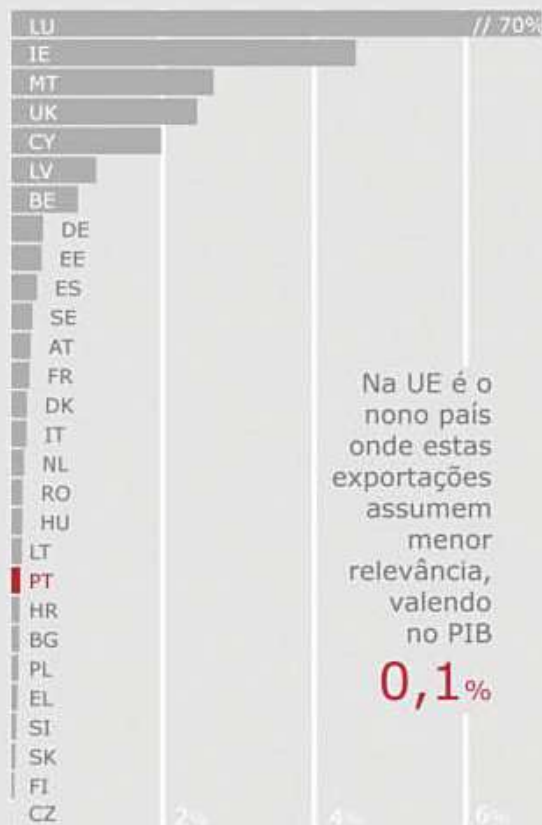 LU // 70%
IE
MT
UK
CY
LV
BE
DE
EE
ES
SE
AT
FR
DK
IT
NL
RO
HU
LT
PT
HR
BG
PL
EL
SI
SK
FI
CZ
Na UE é o
nono país
onde estas
exportações
assumem
menor
relevância,
valendo
no PIB
0,1%
2% 4% 6%